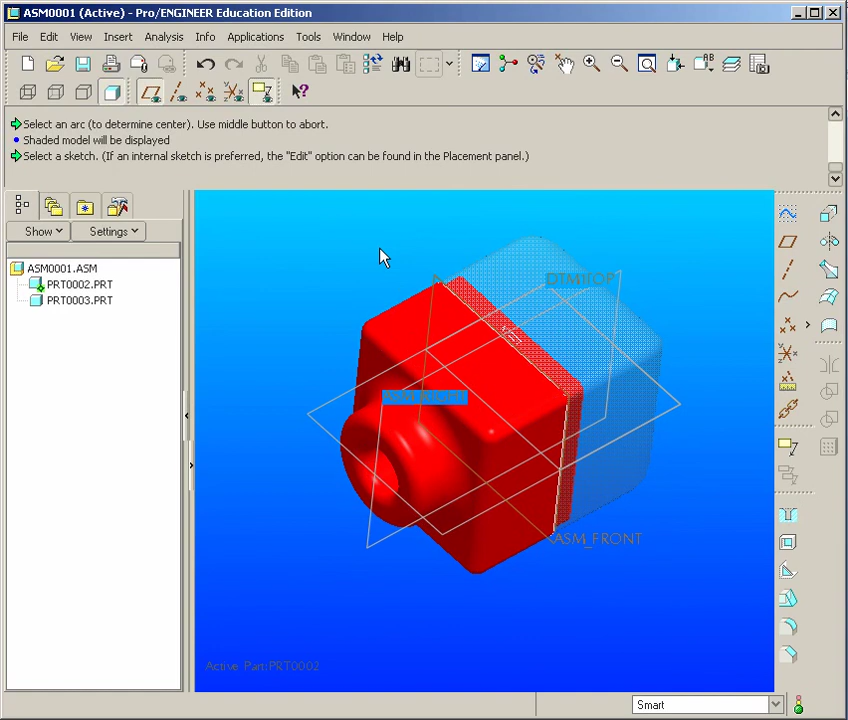 ASM0001 (Active) - Pro/ENGINEER Education Edition
File Edit View Insert Analysis Info Applications Tools Window Help
Select an arc (to determine center). Use middle button to abort.
Shaded model will be displayed
Select a sketch. (If an internal sketch is preferred, the "Edit" option can be found in the Placement panel.)
Show Settings
ASM0001.ASM
PRT0002.PRT
PRT0003.PRT
ASM_RIGHT
ASM_FRONT
Active Part:PRT0002
Smart